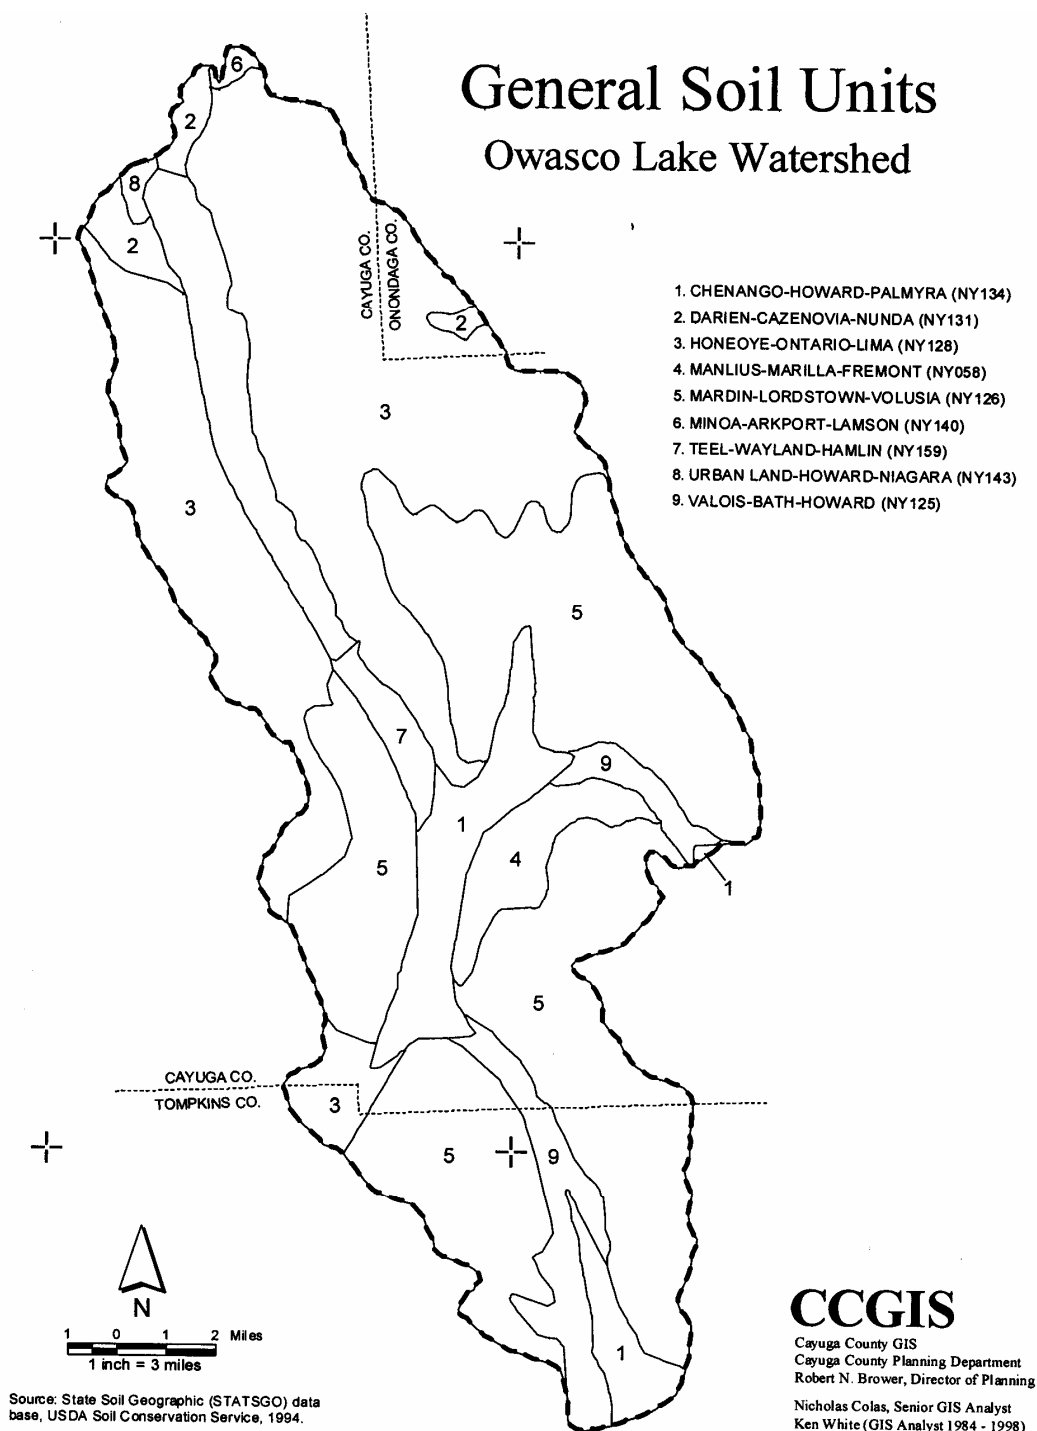 General Soil Units
Owasco Lake Watershed
6
2
8
2
CAYUGA CO.
ONONDAGA CO.
2
1. CHENANGO-HOWARD-PALMYRA (NY134)
2. DARIEN-CAZENOVIA-NUNDA (NY131)
3. HONEOYE-ONTARIO-LIMA (NY128)
4. MANLIUS-MARILLA-FREMONT (NY058)
5. MARDIN-LORDSTOWN-VOLUSIA (NY126)
6. MINOA-ARKPORT-LAMSON (NY140)
7. TEEL-WAYLAND-HAMLIN (NY159)
8. URBAN LAND-HOWARD-NIAGARA (NY143)
9. VALOIS-BATH-HOWARD (NY125)
3
3
5
7
9
1
4
5
1
5
CAYUGA CO.
TOMPKINS CO.
3
5
9
1
N
1 0 1 2 Miles
1 inch = 3 miles
Source: State Soil Geographic (STATSGO) data
base, USDA Soil Conservation Service, 1994.
CCGIS
Cayuga County GIS
Cayuga County Planning Department
Robert N. Brower, Director of Planning
Nicholas Colas, Senior GIS Analyst
Ken White (GIS Analyst 1984 - 1998)